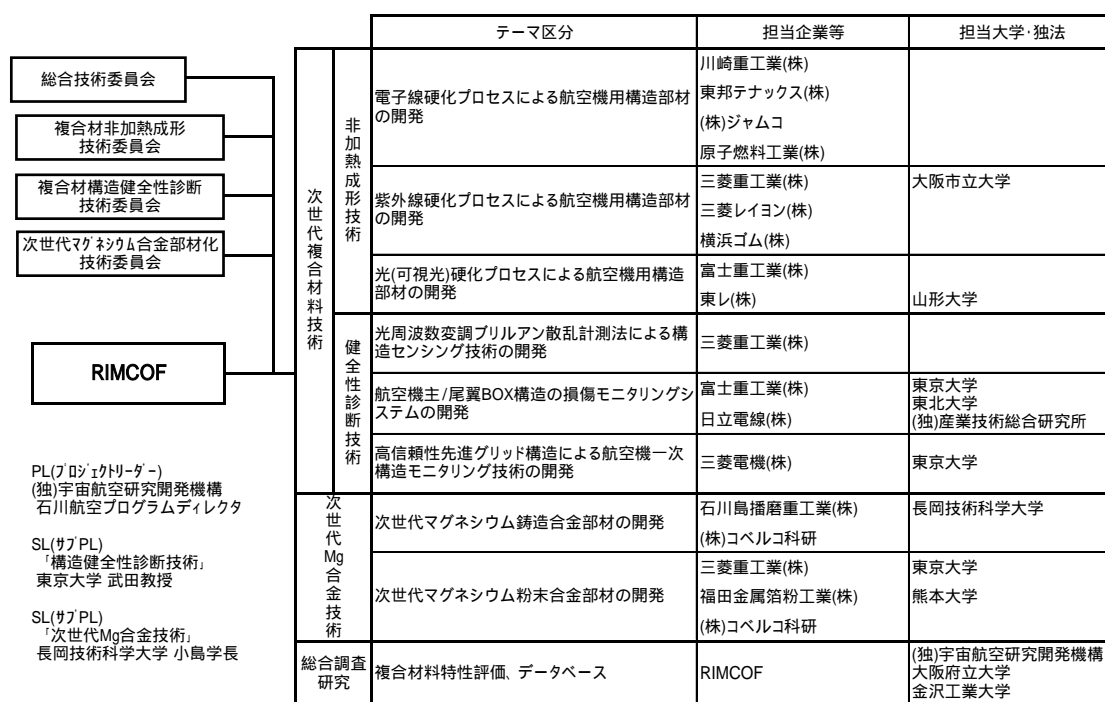 テーマ区分
担当企業等
担当大学・独法
総合技術委員会
複合材非加熱成形
技術委員会
複合材構造健全性診断
技術委員会
次世代マグネシウム合金部材化
技術委員会
RIMCOF
PL(プロジェクトリーダー)
(独)宇宙航空研究開発機構
石川航空プログラムディレクタ
SL(サブPL)
「構造健全性診断技術」
東京大学 武田教授
SL(サブPL)
「次世代Mg合金技術」
長岡技術科学大学 小島学長
次世代複合材料技術
非加熱成形技術
電子線硬化プロセスによる航空機用構造部材
の開発
川崎重工業(株)
東邦テナックス(株)
(株)ジャムコ
原子燃料工業(株)
紫外線硬化プロセスによる航空機用構造部材
の開発
三菱重工業(株)
三菱レイヨン(株)
横浜ゴム(株)
大阪市立大学
光(可視光)硬化プロセスによる航空機用構造
部材の開発
富士重工業(株)
東レ(株)
山形大学
健全性診断技術
光周波数変調ブリルアン散乱計測法による構
造センシング技術の開発
三菱重工業(株)
航空機主/尾翼BOX構造の損傷モニタリングシ
ステムの開発
富士重工業(株)
日立電線(株)
東京大学
東北大学
(独)産業技術総合研究所
高信頼性先進グリッド構造による航空機一次
構造モニタリング技術の開発
三菱電機(株)
東京大学
次世代Mg合金技術
次世代マグネシウム鋳造合金部材の開発
石川島播磨重工業(株)
(株)コベルコ科研
長岡技術科学大学
次世代マグネシウム粉末合金部材の開発
三菱重工業(株)
福田金属箔粉工業(株)
(株)コベルコ科研
東京大学
熊本大学
総合調査
研究
複合材料特性評価、データベース
RIMCOF
(独)宇宙航空研究開発機構
大阪府立大学
金沢工業大学